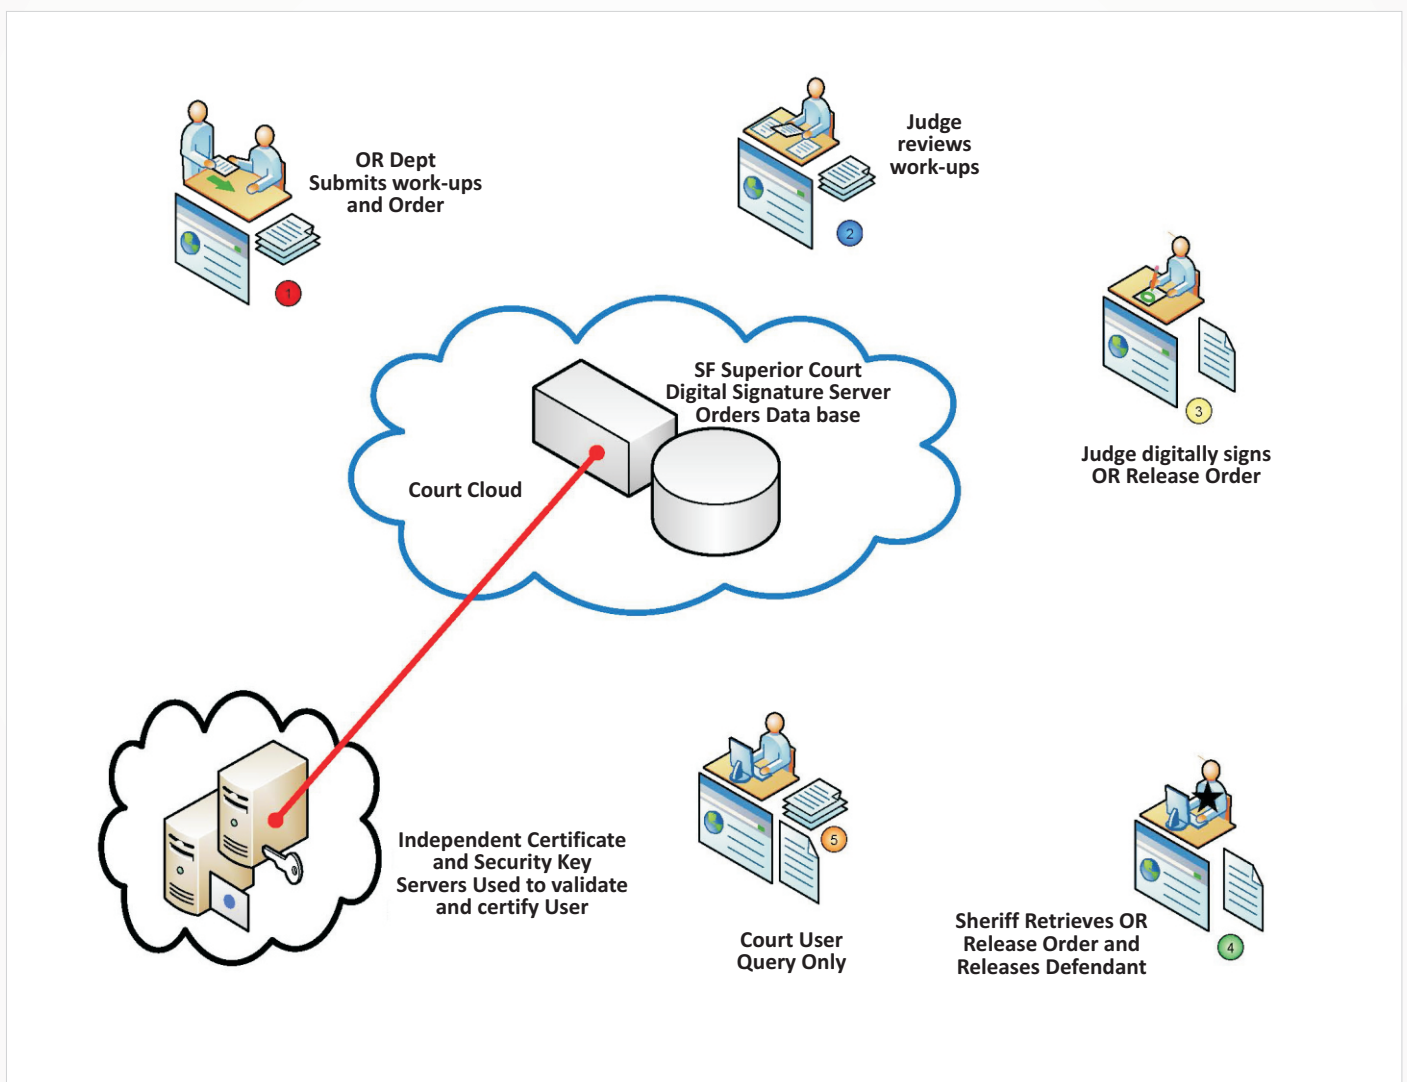 OR Dept
Submits work-ups
and Order
1
Judge
reviews
work-ups
2
3
Judge digitally signs
OR Release Order
SF Superior Court
Digital Signature Server
Orders Data base
Court Cloud
Independent Certificate
and Security Key
Servers Used to validate
and certify User
5
Court User
Query Only
Sheriff Retrieves OR
Release Order and
Releases Defendant
4